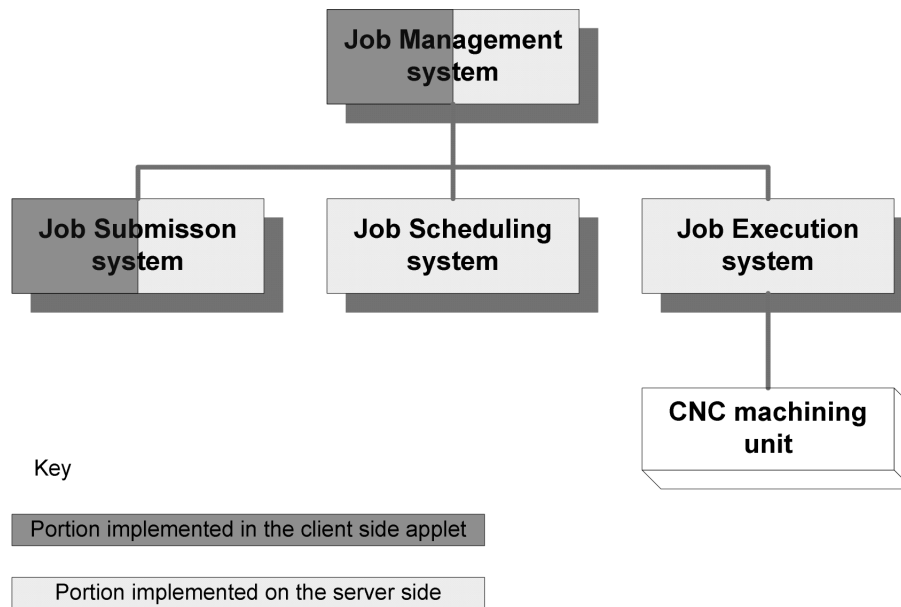 Job Management
system
Job Submisson
system
Job Scheduling
system
Job Execution
system
CNC machining
unit
Key
Portion implemented in the client side applet
Portion implemented on the server side